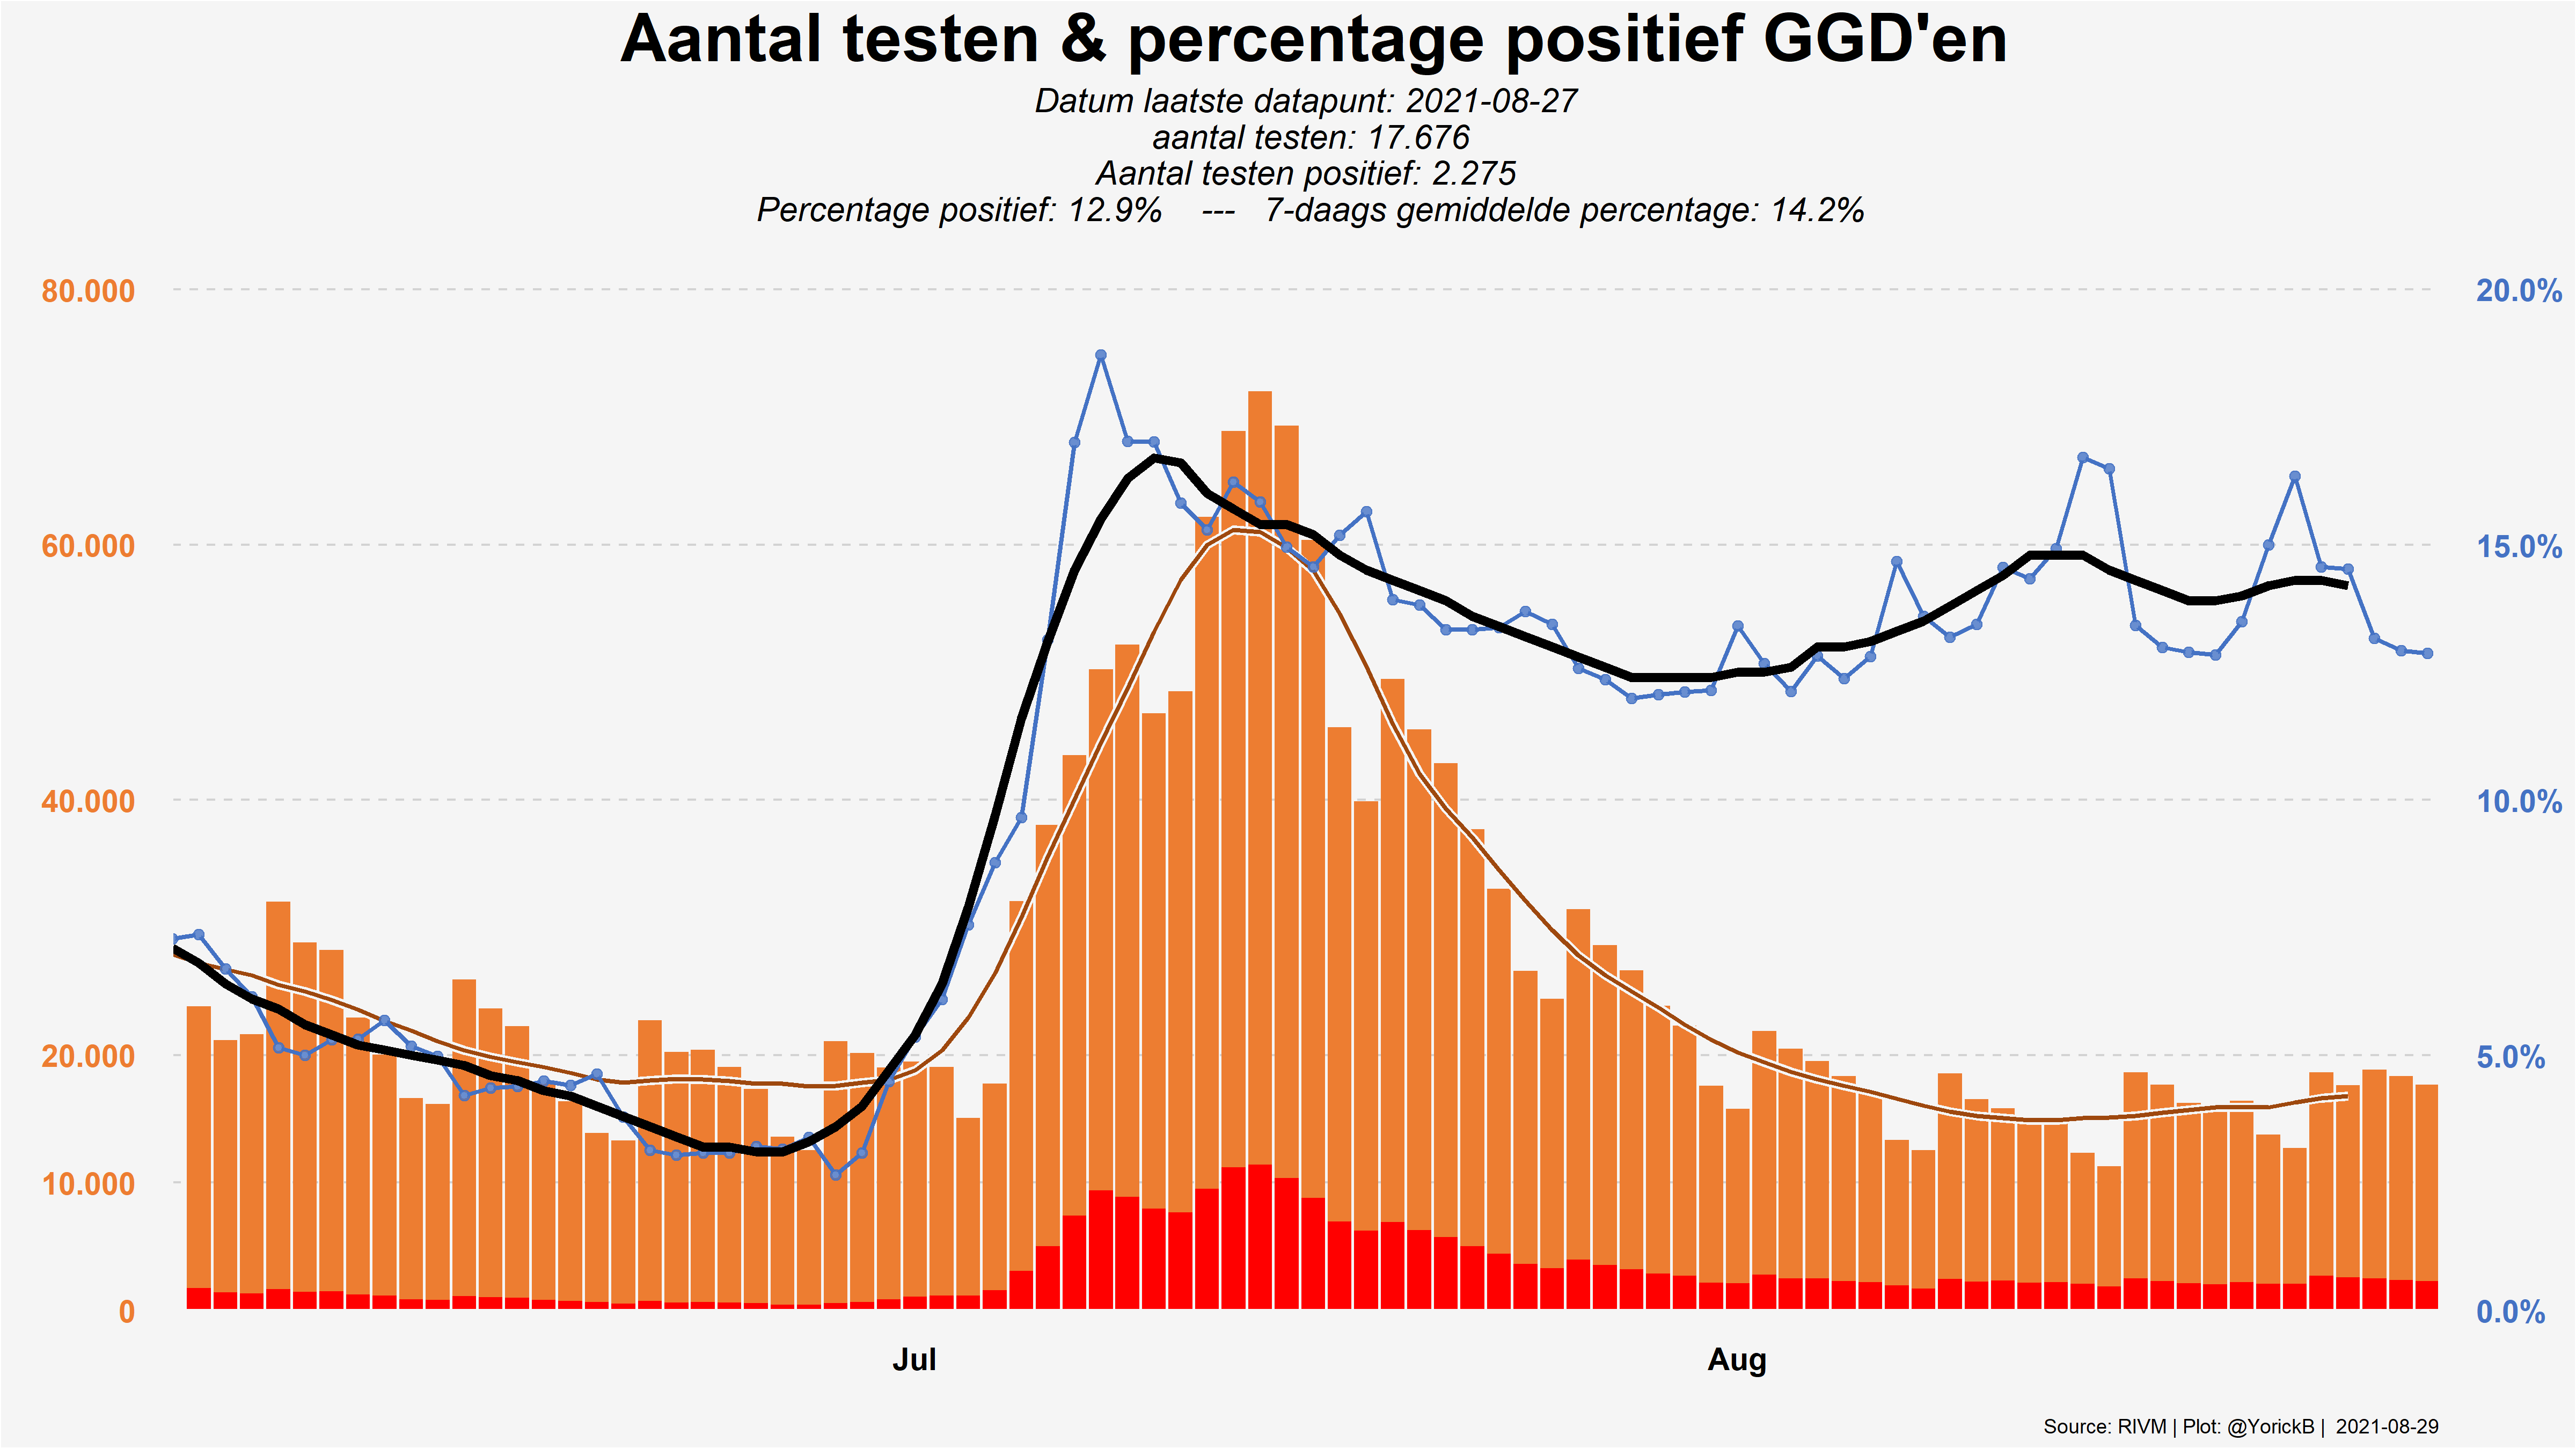 Aantal testen & percentage positief GGD'en
Datum laatste datapunt: 2021-08-27
aantal testen: 17.676
Aantal testen positief: 2.275
Percentage positief: 12.9%    ---   7-daags gemiddelde percentage: 14.2%
80.000
20.0%
60.000
15.0%
40.000
10.0%
20.000
5.0%
10.000
0
0.0%
Jul
Aug
Source: RIVM | Plot: @YorickB |  2021-08-29